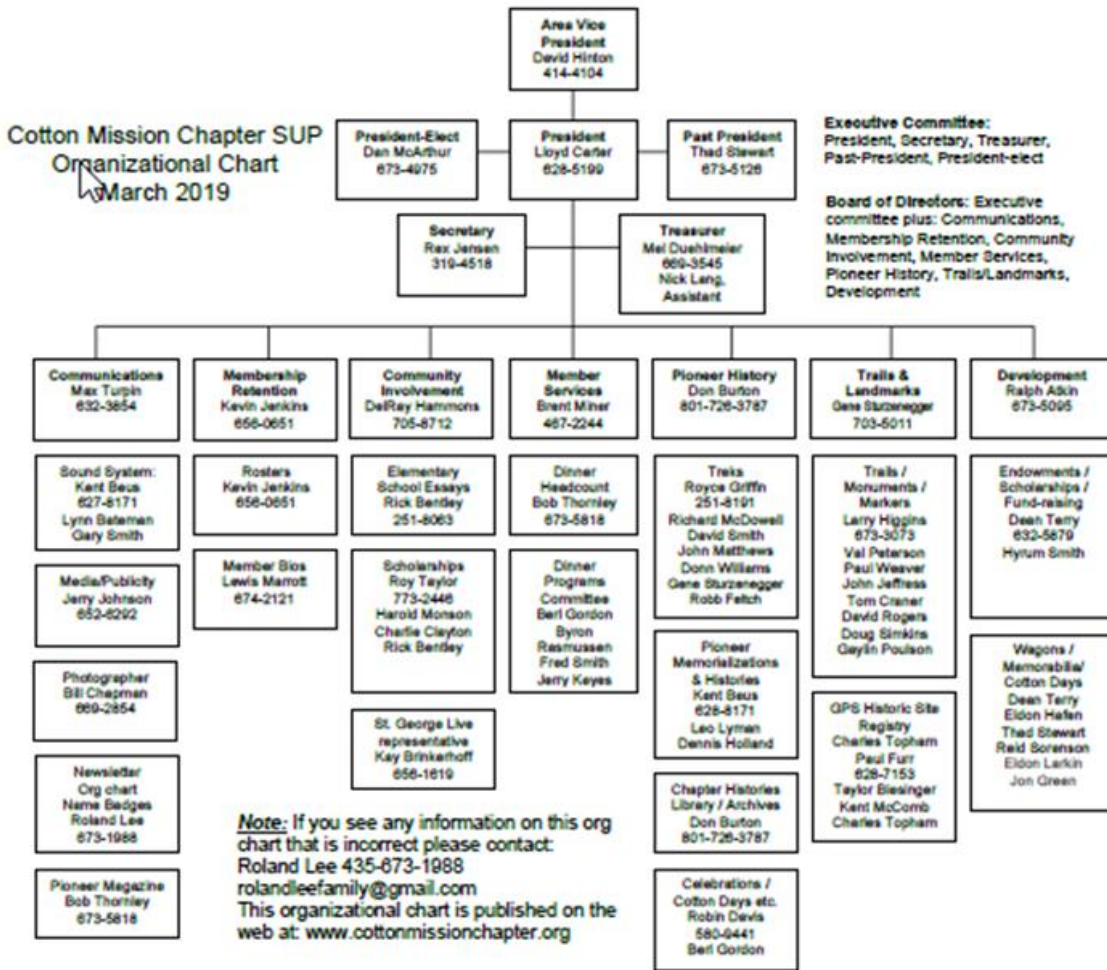 Area Vice
President
David Hinton
414-4104
Cotton Mission Chapter SUP
Organizational Chart
March 2019
President-Elect
Dan McArthur
673-4975
President
Lloyd Carter
628-5199
Past President
Thad Stewart
673-5126
Executive Committee:
President, Secretary, Treasurer,
Past-President, President-elect
Board of Directors: Executive
committee plus: Communications,
Membership Retention, Community
Involvement, Member Services,
Pioneer History, Trails/Landmarks,
Development
Secretary
Rex Jensen
319-4518
Treasurer
Mel Duehlmeier
669-3545
Nick Lang,
Assistant
Communications
Max Turpin
632-3854
Membership
Retention
Kevin Jenkins
656-0651
Community
Involvement
DelRay Hammons
705-8712
Member
Services
Brent Miner
467-2244
Pioneer History
Don Burton
801-726-3787
Trails &
Landmarks
Gene Sturzenegger
703-5011
Development
Ralph Atkin
673-5095
Sound System:
Kent Beus
627-8171
Lynn Bateman
Gary Smith
Media/Publicity
Jerry Johnson
652-6292
Photographer
Bill Chapman
669-2854
Newsletter
Org chart
Name Badges
Roland Lee
673-1988
Pioneer Magazine
Bob Thornley
673-5818
Rosters
Kevin Jenkins
656-0651
Member Bios
Lewis Marrott
674-2121
Elementary
School Essays
Rick Bentley
251-8063
Scholarships
Roy Taylor
773-2446
Harold Monson
Charlie Clayton
Rick Bentley
St. George Live
representative
Kay Brinkerhoff
656-1619
Dinner
Headcount
Bob Thornley
673-5818
Dinner
Programs
Committee
Berl Gordon
Byron
Rasmussen
Fred Smith
Jerry Keyes
Treks
Royce Griffin
251-8191
Richard McDowell
David Smith
John Matthews
Donn Williams
Gene Sturzenegger
Robb Feitch
Pioneer
Memorializations
& Histories
Kent Beus
628-8171
Leo Lyman
Dennis Holland
Chapter Histories
Library / Archives
Don Burton
801-726-3787
Celebrations /
Cotton Days etc.
Robin Davis
580-9441
Berl Gordon
Trails /
Monuments /
Markers
Larry Higgins
673-3073
Val Peterson
Paul Weaver
John Jeffress
Tom Craner
David Rogers
Doug Simkins
Gaylin Poulson
GPS Historic Site
Registry
Charles Topham
Paul Furr
628-7153
Taylor Biesinger
Kent McComb
Charles Topham
Endowments /
Scholarships /
Fund-raising
Dean Terry
632-5879
Hyrum Smith
Wagons /
Memorabilia/
Cotton Days
Dean Terry
Eldon Hafen
Thad Stewart
Reid Sorenson
Eldon Larkin
Jon Green
Note: If you see any information on this org
chart that is incorrect please contact:
Roland Lee 435-673-1988
rolandleefamily@gmail.com
This organizational chart is published on the
web at: www.cottonmissionchapter.org